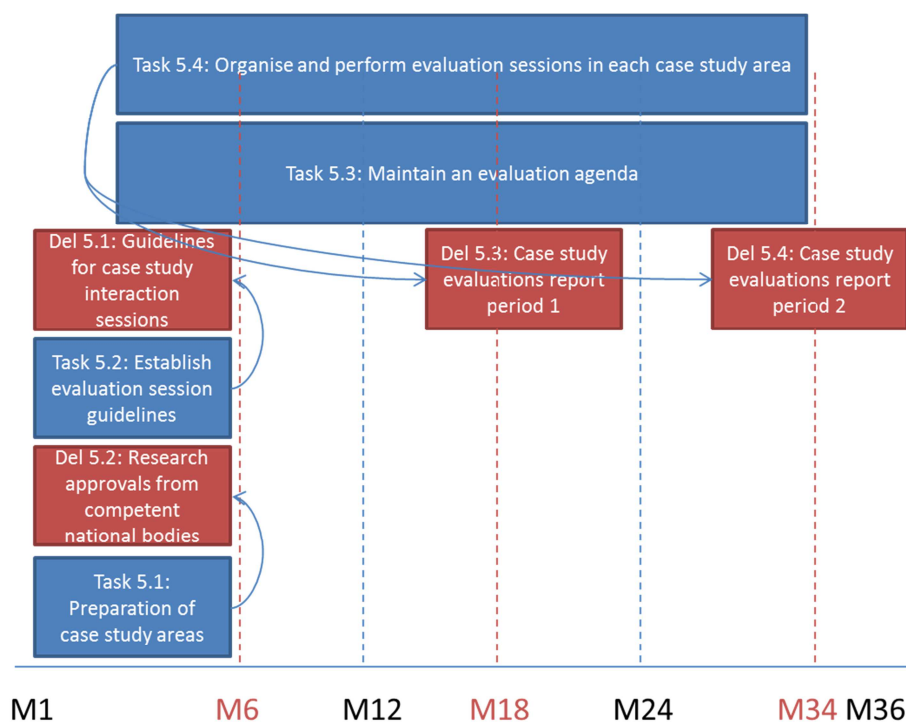 Task 5.4: Organise and perform evaluation sessions in each case study area
Task 5.3: Maintain an evaluation agenda
Del 5.1: Guidelines
for case study
interaction
sessions
Del 5.3: Case study
evaluations report
period 1
Del 5.4: Case study
evaluations report
period 2
Task 5.2: Establish
evaluation session
guidelines
Del 5.2: Research
approvals from
competent
national bodies
Task 5.1:
Preparation of
case study areas
M1 M6 M12 M18 M24 M34 M36